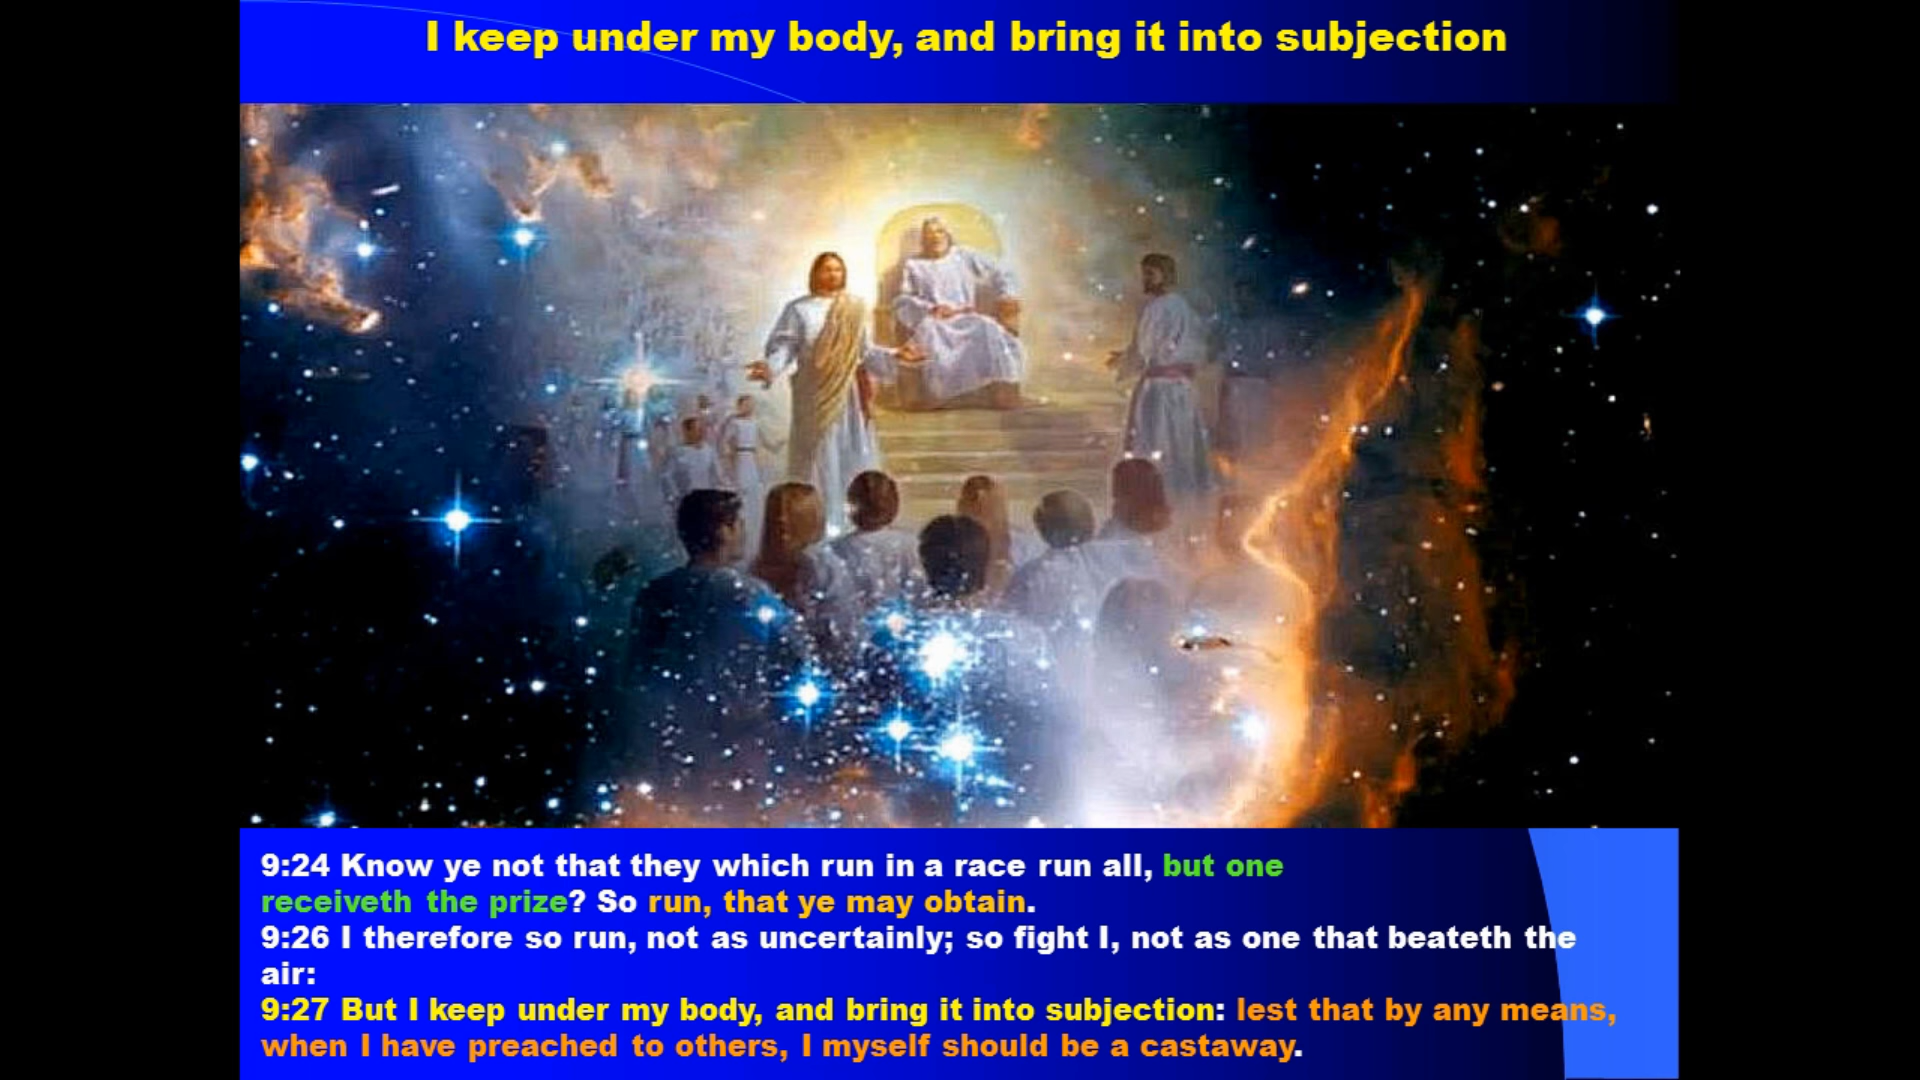 I keep under my body, and bring it into subjection
9:24 Know ye not that they which run in a race run all, but one
receiveth the prize? So run, that ye may obtain.
9:26 I therefore so run, not as uncertainly; so fight I, not as one that beateth the
air:
9:27 But I keep under my body, and bring it into subjection: lest that by any means,
when I have preached to others, I myself should be a castaway.